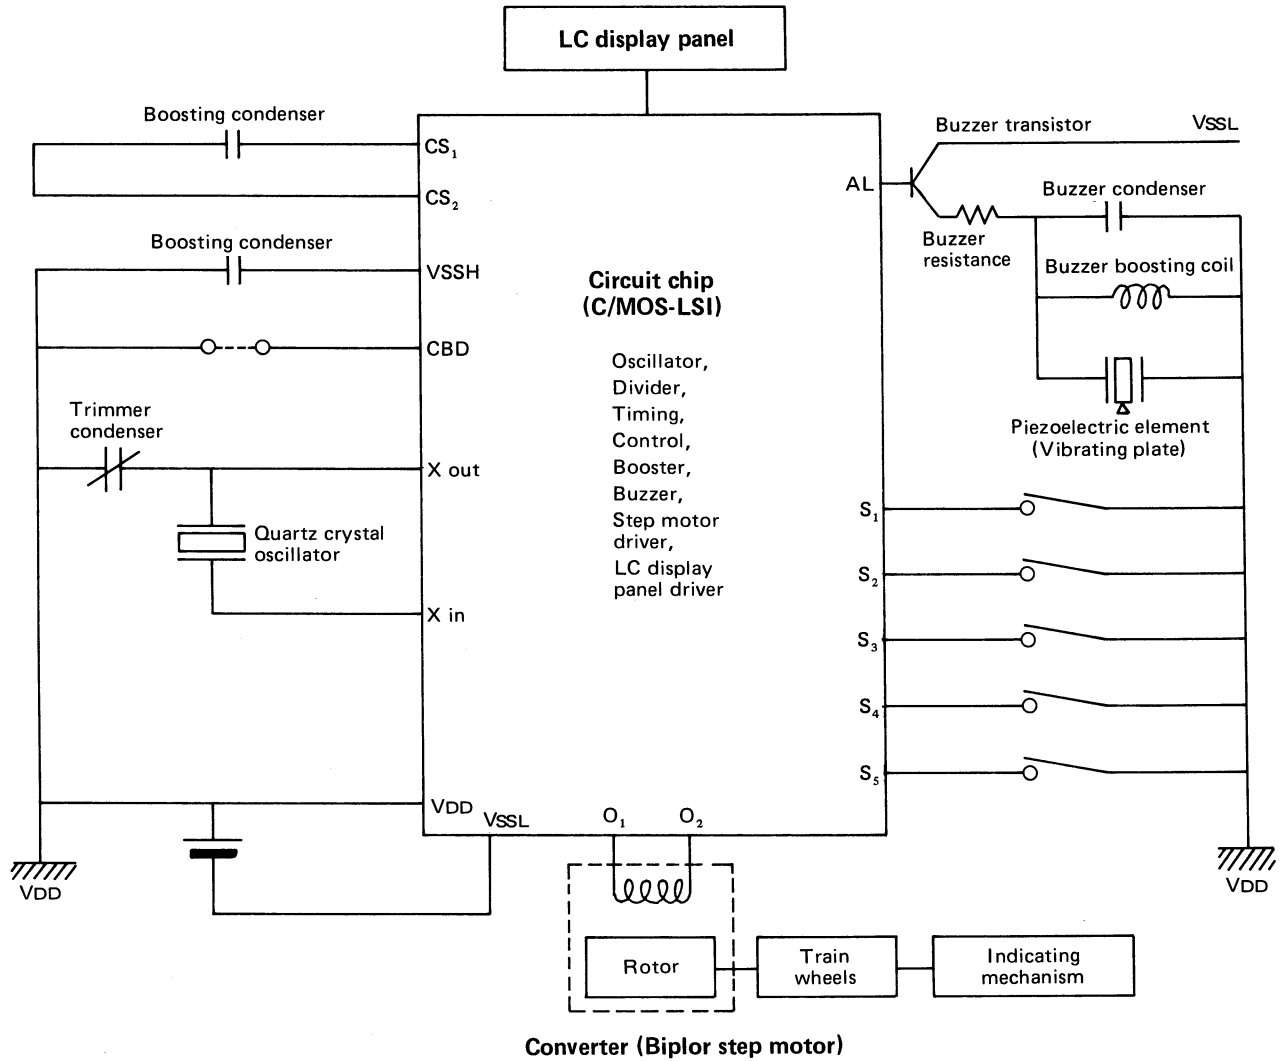 LC display panel
Boosting condenser
CS₁
CS₂
Boosting condenser
VSSH
CBD
Trimmer
condenser
X out
Quartz crystal
oscillator
X in
VDD
VSSL
VDD
Circuit chip
(C/MOS-LSI)
Oscillator,
Divider,
Timing,
Control,
Booster,
Buzzer,
Step motor
driver,
LC display
panel driver
AL
Buzzer transistor
VSSL
Buzzer condenser
Buzzer
resistance
Buzzer boosting coil
Piezoelectric element
(Vibrating plate)
S₁
S₂
S₃
S₄
S₅
VDD
O₁
O₂
Rotor
Train
wheels
Indicating
mechanism
Converter (Biplor step motor)